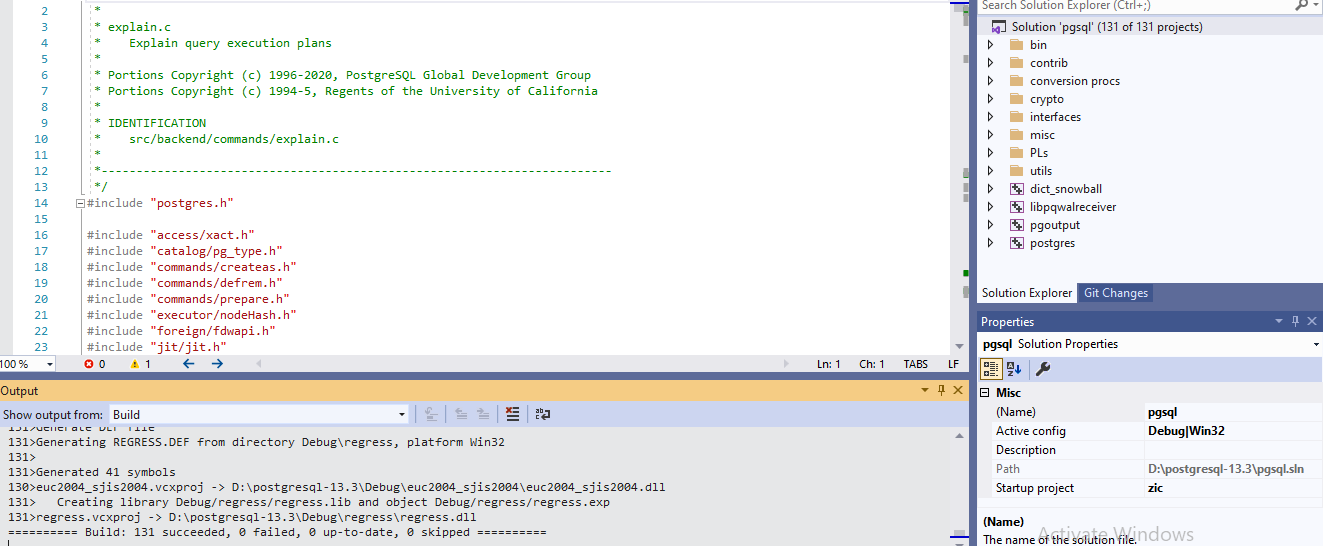 2 *
3 * explain.c
4 * Explain query execution plans
5 *
6 * Portions Copyright (c) 1996-2020, PostgreSQL Global Development Group
7 * Portions Copyright (c) 1994-5, Regents of the University of California
8 *
9 * IDENTIFICATION
10 * src/backend/commands/explain.c
11 *
12 *-------------------------------------------------------------------------
13 */
14 #include "postgres.h"
15
16 #include "access/xact.h"
17 #include "catalog/pg_type.h"
18 #include "commands/createas.h"
19 #include "commands/defrem.h"
20 #include "commands/prepare.h"
21 #include "executor/nodeHash.h"
22 #include "foreign/fdwapi.h"
23 #include "jit/jit.h"
100 % 0 1 Ln: 1 Ch: 1 TABS LF
Output
Show output from: Build
131>Generate DEF file
131>Generating REGRESS.DEF from directory Debug\regress, platform Win32
131>
131>Generated 41 symbols
130>euc2004_sjis2004.vcxproj -> D:\postgresql-13.3\Debug\euc2004_sjis2004\euc2004_sjis2004.dll
131> Creating library Debug/regress/regress.lib and object Debug/regress/regress.exp
131>regress.vcxproj -> D:\postgresql-13.3\Debug\regress\regress.dll
========== Build: 131 succeeded, 0 failed, 0 up-to-date, 0 skipped ==========
Search Solution Explorer (Ctrl+;)
Solution 'pgsql' (131 of 131 projects)
bin
contrib
conversion procs
crypto
interfaces
misc
PLs
utils
dict_snowball
libpqwalreceiver
pgoutput
postgres
Solution Explorer Git Changes
Properties
pgsql Solution Properties
Misc
(Name) pgsql
Active config Debug|Win32
Description
Path D:\postgresql-13.3\pgsql.sln
Startup project zic
(Name)
The name of the solution file.
Activate Windows